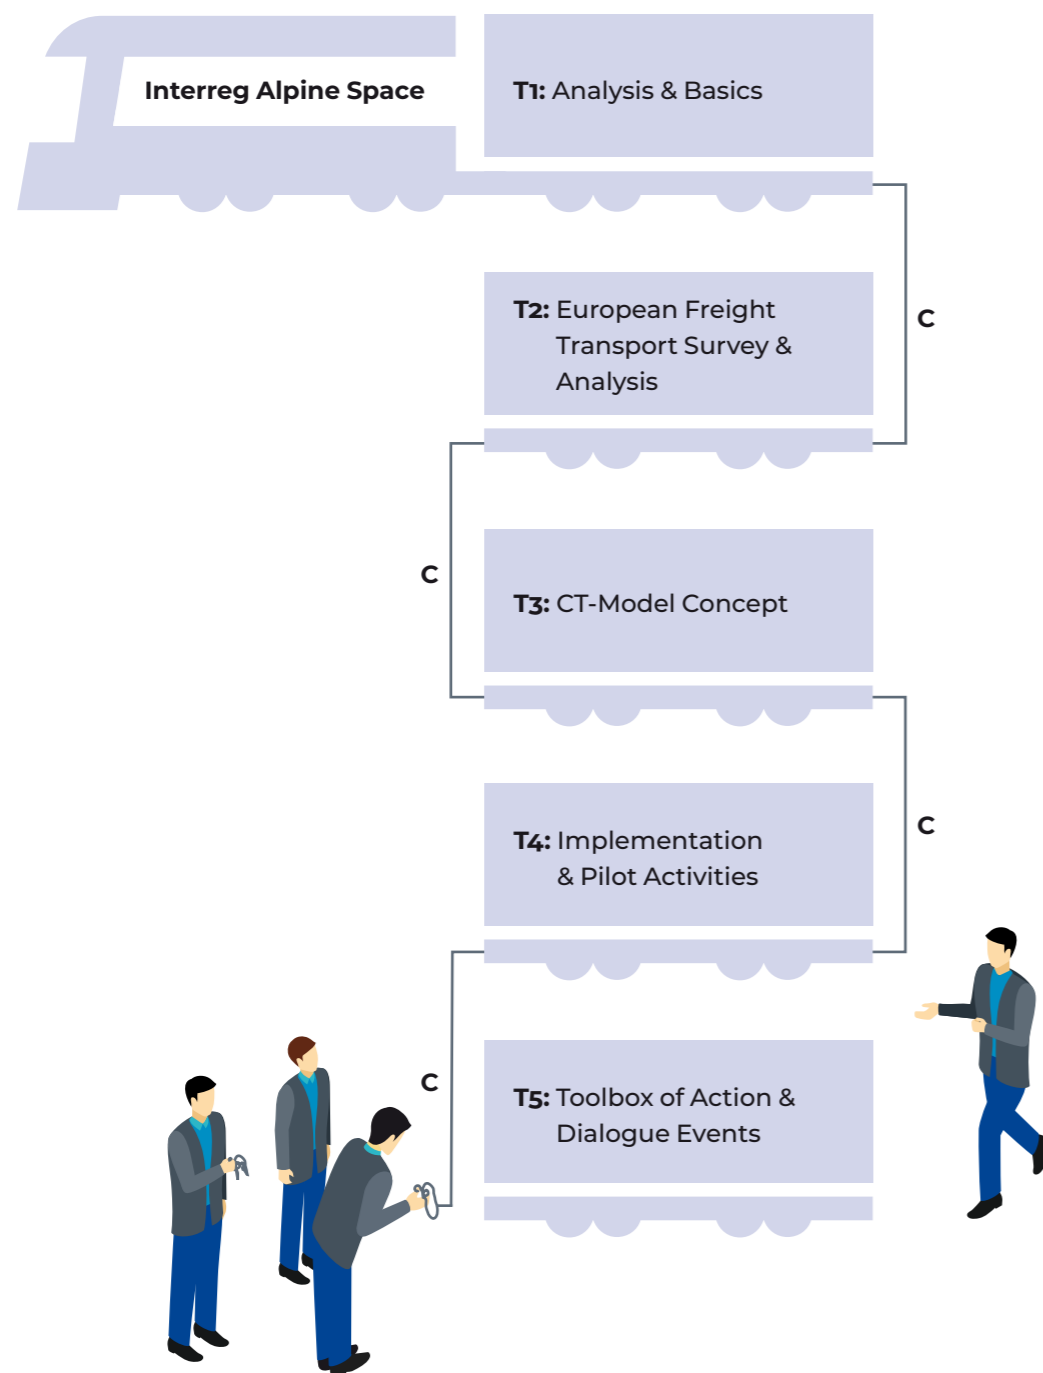 Interreg Alpine Space
T1: Analysis & Basics
C
T2: European Freight
Transport Survey &
Analysis
C
T3: CT-Model Concept
C
T4: Implementation
& Pilot Activities
C
T5: Toolbox of Action &
Dialogue Events